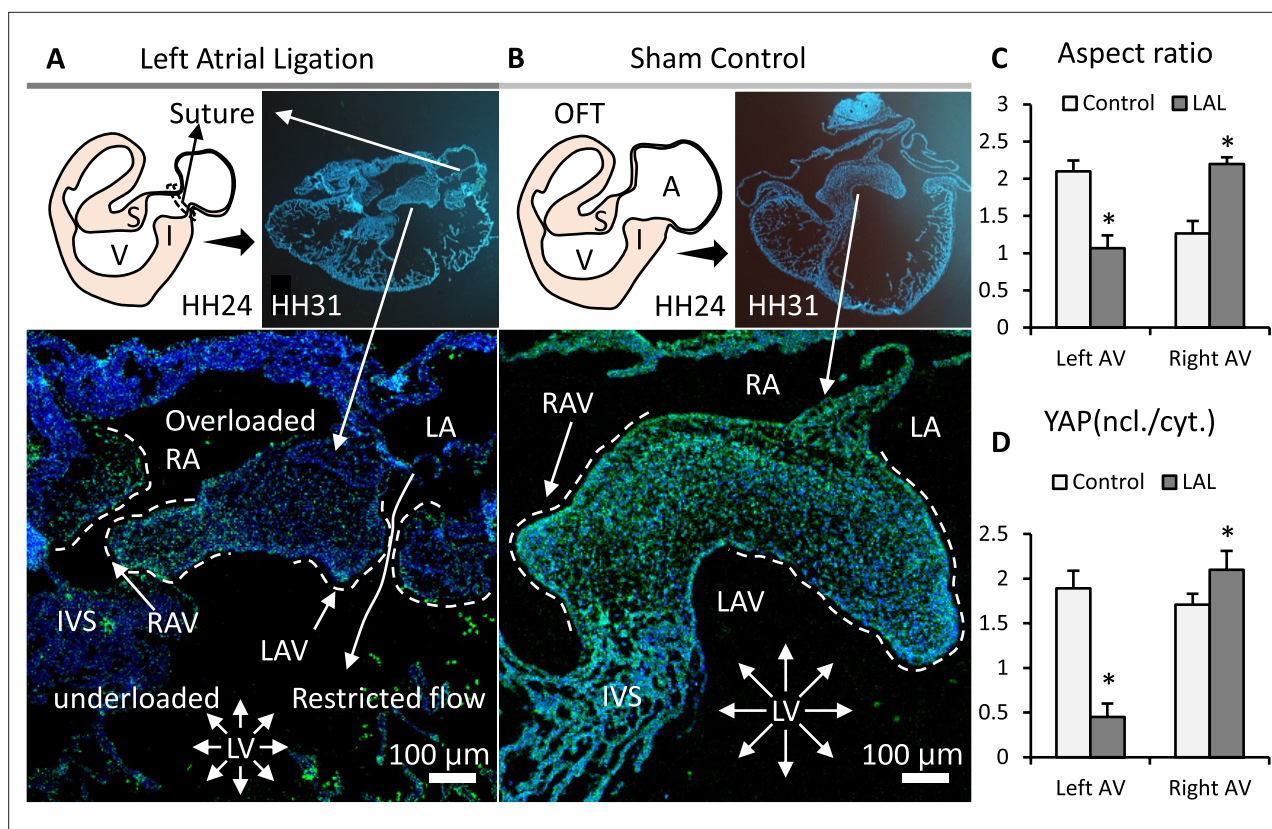 A Left Atrial Ligation
Suture
S
I
V
HH24
HH31
Overloaded
RA
LA
IVS
RAV
LAV
underloaded
Restricted flow
LV
100 µm
B Sham Control
OFT
A
S
I
V
HH24
HH31
RA
RAV
LA
LAV
IVS
LV
100 µm
C Aspect ratio
Control LAL
3
2.5
2
1.5
1
0.5
0
*
*
Left AV Right AV
D YAP(ncl./cyt.)
Control LAL
2.5
2
1.5
1
0.5
0
*
*
Left AV Right AV